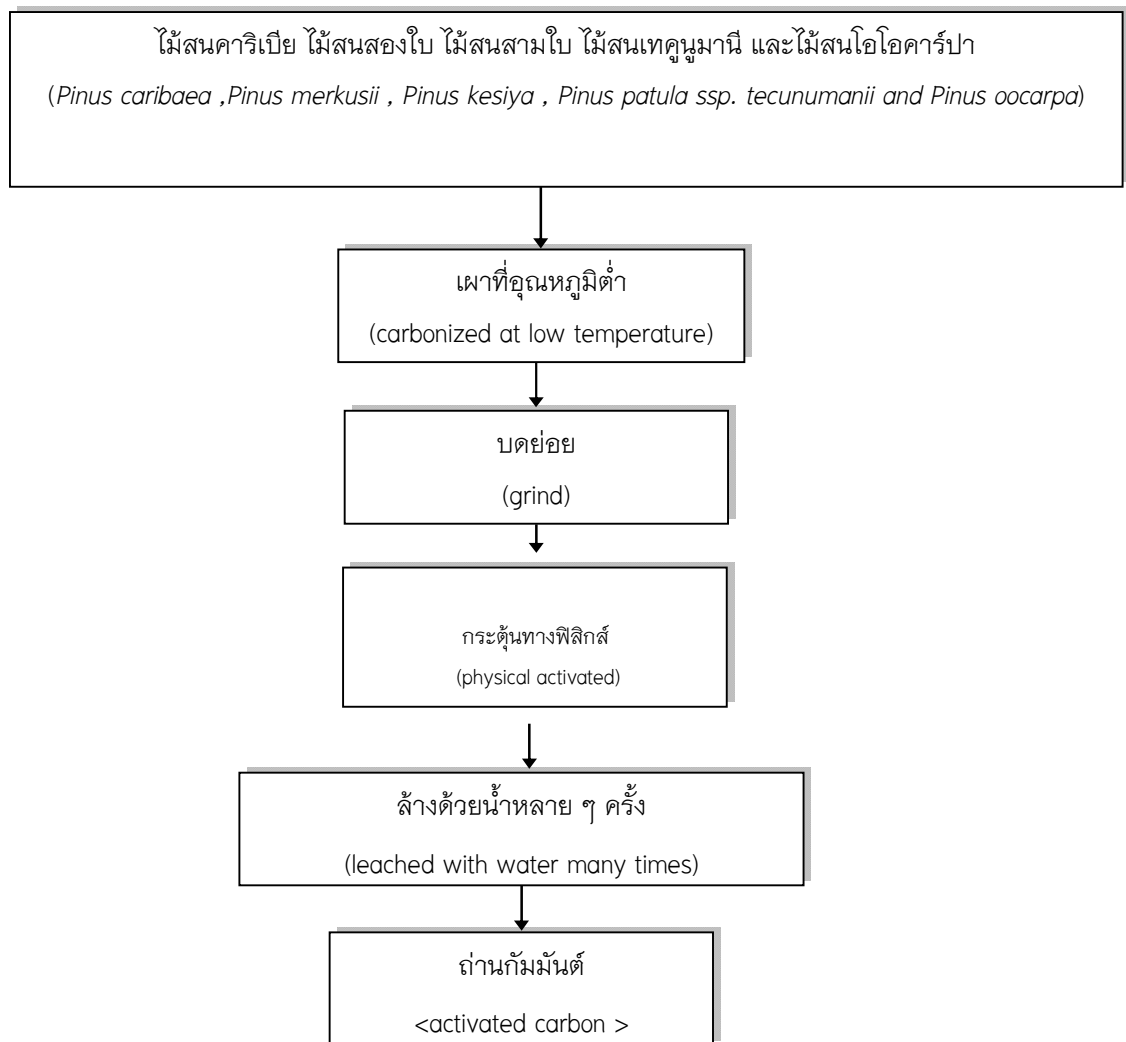 ไม้สนคาริเบีย ไม้สนสองใบ ไม้สนสามใบ ไม้สนเทคูนูมานี และไม้สนโอโอคาร์ปา
(Pinus caribaea ,Pinus merkusii , Pinus kesiya , Pinus patula ssp. tecunumanii and Pinus oocarpa)
เผาที่อุณหภูมิต่ำ
(carbonized at low temperature)
บดย่อย
(grind)
กระตุ้นทางฟิสิกส์
(physical activated)
ล้างด้วยน้ำหลาย ๆ ครั้ง
(leached with water many times)
ถ่านกัมมันต์
<activated carbon >